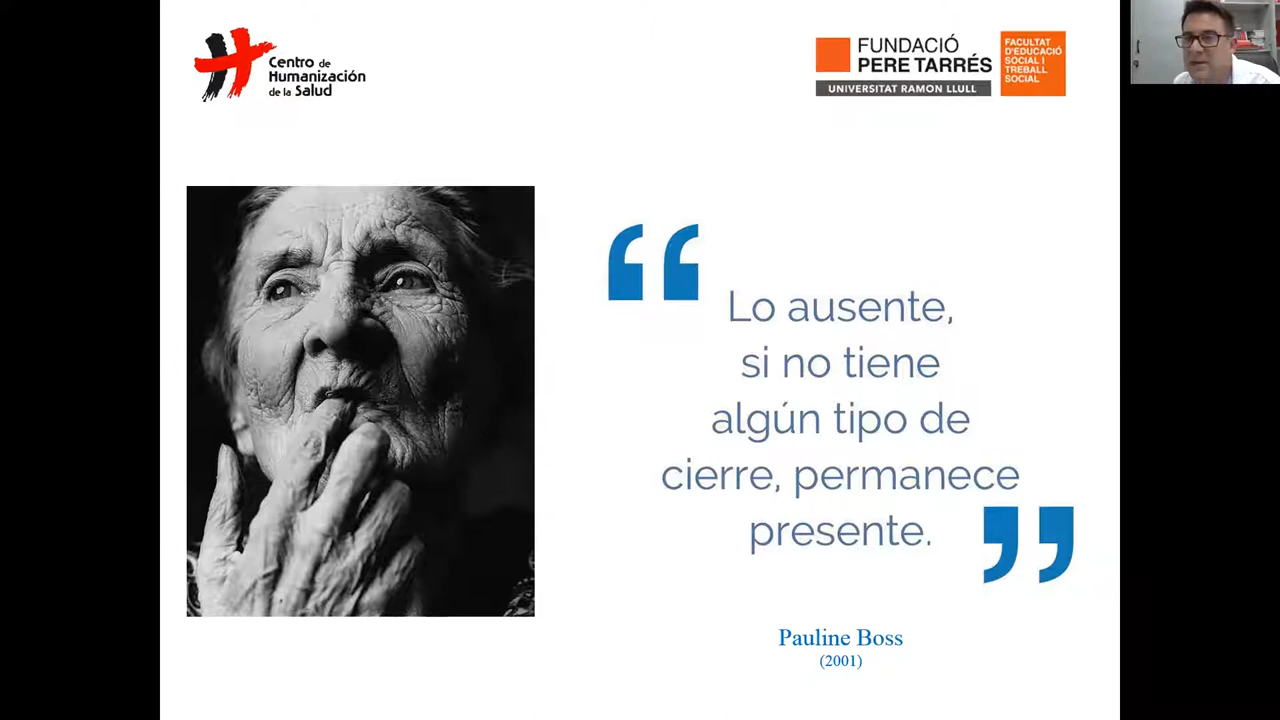 Centro de
Humanización
de la Salud
FUNDACIÓ
PERE TARRÉS
UNIVERSITAT RAMON LLULL
FACULTAT
D'EDUCACIÓ
SOCIAL I
TREBALL
SOCIAL
“
Lo ausente,
si no tiene
algún tipo de
cierre, permanece
presente.
”
Pauline Boss
(2001)